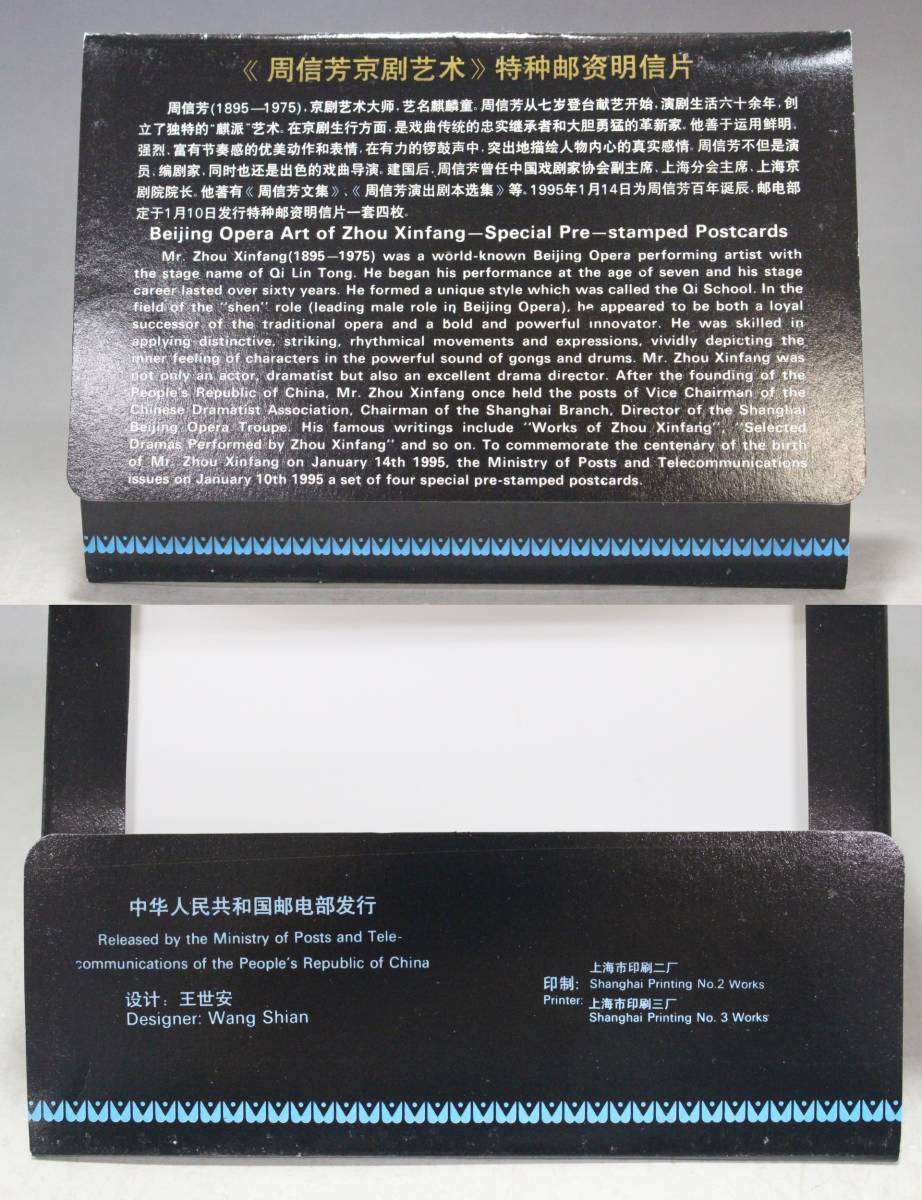 《周信芳京剧艺术》特种邮资明信片
周信芳(1895—1975),京剧艺术大师,艺名麒麟童。周信芳从七岁登台献艺开始,演剧生活六十余年,创
立了独特的"麒派"艺术。在京剧生行方面,是戏曲传统的忠实继承者和大胆勇猛的革新家。他善于运用鲜明、
强烈、富有节奏感的优美动作和表情,在有力的锣鼓声中,突出地描绘人物内心的真实感情。周信芳不但是演
员、编剧家,同时也还是出色的戏曲导演。建国后,周信芳曾任中国戏剧家协会副主席、上海分会主席、上海京
剧院院长。他著有《周信芳文集》、《周信芳演出剧本选集》等。1995年1月14日为周信芳百年诞辰,邮电部
定于1月10日发行特种邮资明信片一套四枚。
Beijing Opera Art of Zhou Xinfang—Special Pre—stamped Postcards
Mr. Zhou Xinfang(1895—1975) was a world-known Beijing Opera performing artist with
the stage name of Qi Lin Tong. He began his performance at the age of seven and his stage
career lasted over sixty years. He formed a unique style which was called the Qi School. In the
field of the "shen" role (leading male role in Beijing Opera), he appeared to be both a loyal
successor of the traditional opera and a bold and powerful innovator. He was skilled in
applying distinctive, striking, rhythmical movements and expressions, vividly depicting the
inner feeling of characters in the powerful sound of gongs and drums. Mr. Zhou Xinfang was
not only an actor, dramatist but also an excellent drama director. After the founding of the
People's Republic of China, Mr. Zhou Xinfang once held the posts of Vice Chairman of the
Chinese Dramatist Association, Chairman of the Shanghai Branch, Director of the Shanghai
Beijing Opera Troupe. His famous writings include "Works of Zhou Xinfang", "Selected
Dramas Performed by Zhou Xinfang" and so on. To commemorate the centenary of the birth
of Mr. Zhou Xinfang on January 14th 1995, the Ministry of Posts and Telecommunications
issues on January 10th 1995 a set of four special pre-stamped postcards.
中华人民共和国邮电部发行
Released by the Ministry of Posts and Tele-
communications of the People's Republic of China
设计：王世安
Designer: Wang Shian
印制:
Printer:
上海市印刷二厂
Shanghai Printing No.2 Works
上海市印刷三厂
Shanghai Printing No. 3 Works